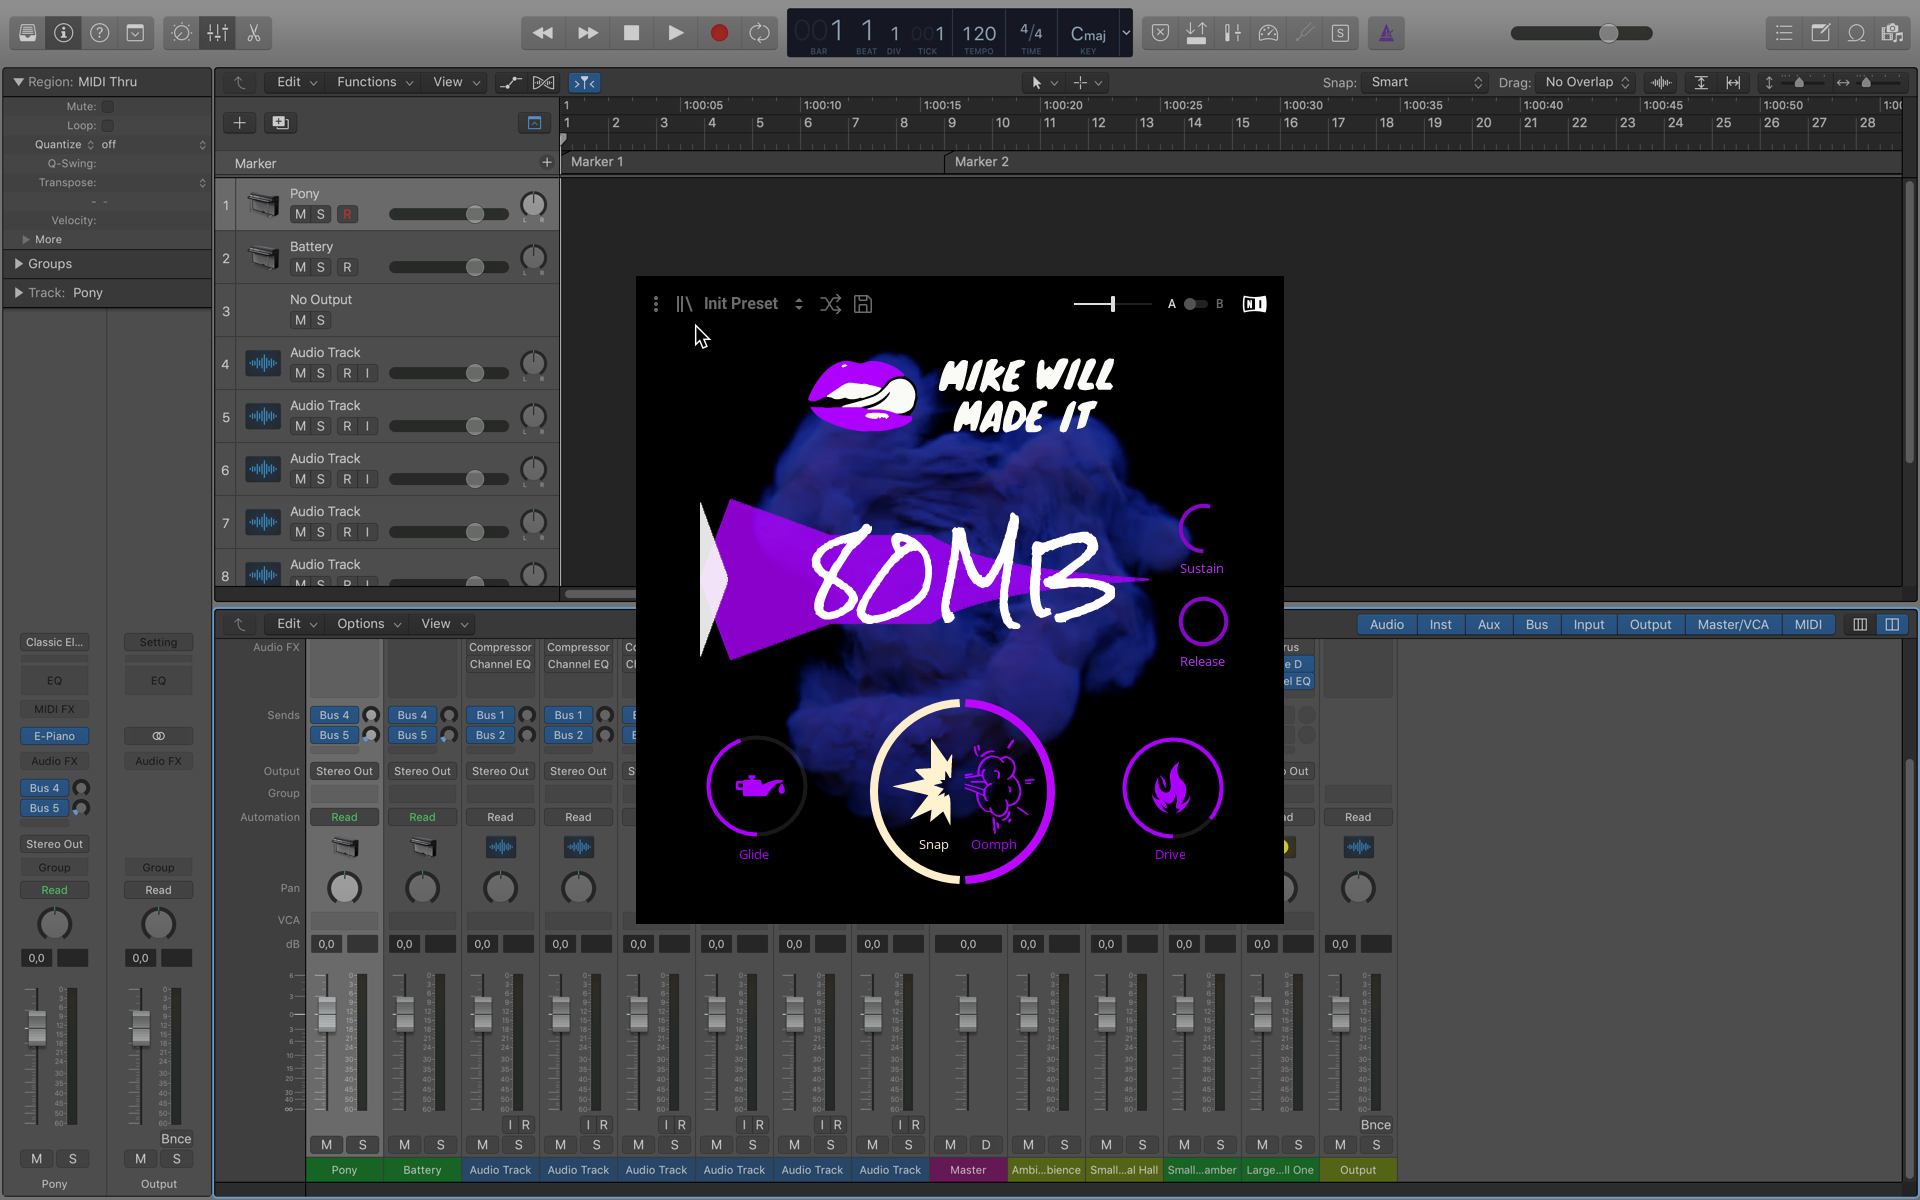 001 1 1 001
BAR BEAT DIV TICK
120
TEMPO
4/4
TIME
Cmaj
KEY
S
Region: MIDI Thru
Mute:
Loop:
Quantize off
Q-Swing:
Transpose:
- -
Velocity:
More
Groups
Track: Pony
Edit Functions View
Snap: Smart Drag: No Overlap
1 1:00:05 1:00:10 1:00:15 1:00:20 1:00:25 1:00:30 1:00:35 1:00:40 1:00:45 1:00:50 1:00
1 2 3 4 5 6 7 8 9 10 11 12 13 14 15 16 17 18 19 20 21 22 23 24 25 26 27 28
Marker
Marker 1 Marker 2
1 Pony
M S R
L R
2 Battery
M S R
L R
3 No Output
M S
4 Audio Track
M S R I
L R
5 Audio Track
M S R I
L R
6 Audio Track
M S R I
L R
7 Audio Track
M S R I
L R
8 Audio Track
M S R I
Init Preset
A B
NI
MIKE WILL
MADE IT
80MB
Sustain
Release
Snap Oomph
Glide
Drive
Edit Options View
Audio Inst Aux Bus Input Output Master/VCA MIDI
Classic El... Setting
EQ EQ
MIDI FX
E-Piano
Audio FX Audio FX
Bus 4
Bus 5
Stereo Out
Group Group
Read Read
0,0 0,0
Bnce
M S M S
Pony Output
Audio FX
Compressor Compressor Co
Channel EQ Channel EQ C
rus
e D
el EQ
Sends
Bus 4 Bus 4 Bus 1 Bus 1
Bus 5 Bus 5 Bus 2 Bus 2
Output Stereo Out Stereo Out Stereo Out Stereo Out S o Out
Group
Automation Read Read Read Read ad Read
Pan
VCA
dB 0,0 0,0 0,0 0,0 0,0 0,0 0,0 0,0 0,0 0,0 0,0 0,0 0,0 0,0
I R I R I R I R I R I R Bnce
M S M S M S M S M S M S M S M S M D M S M S M S M S M S
Pony Battery Audio Track Audio Track Audio Track Audio Track Audio Track Audio Track Master Ambi...bience Small...al Hall Small...amber Large...ll One Output